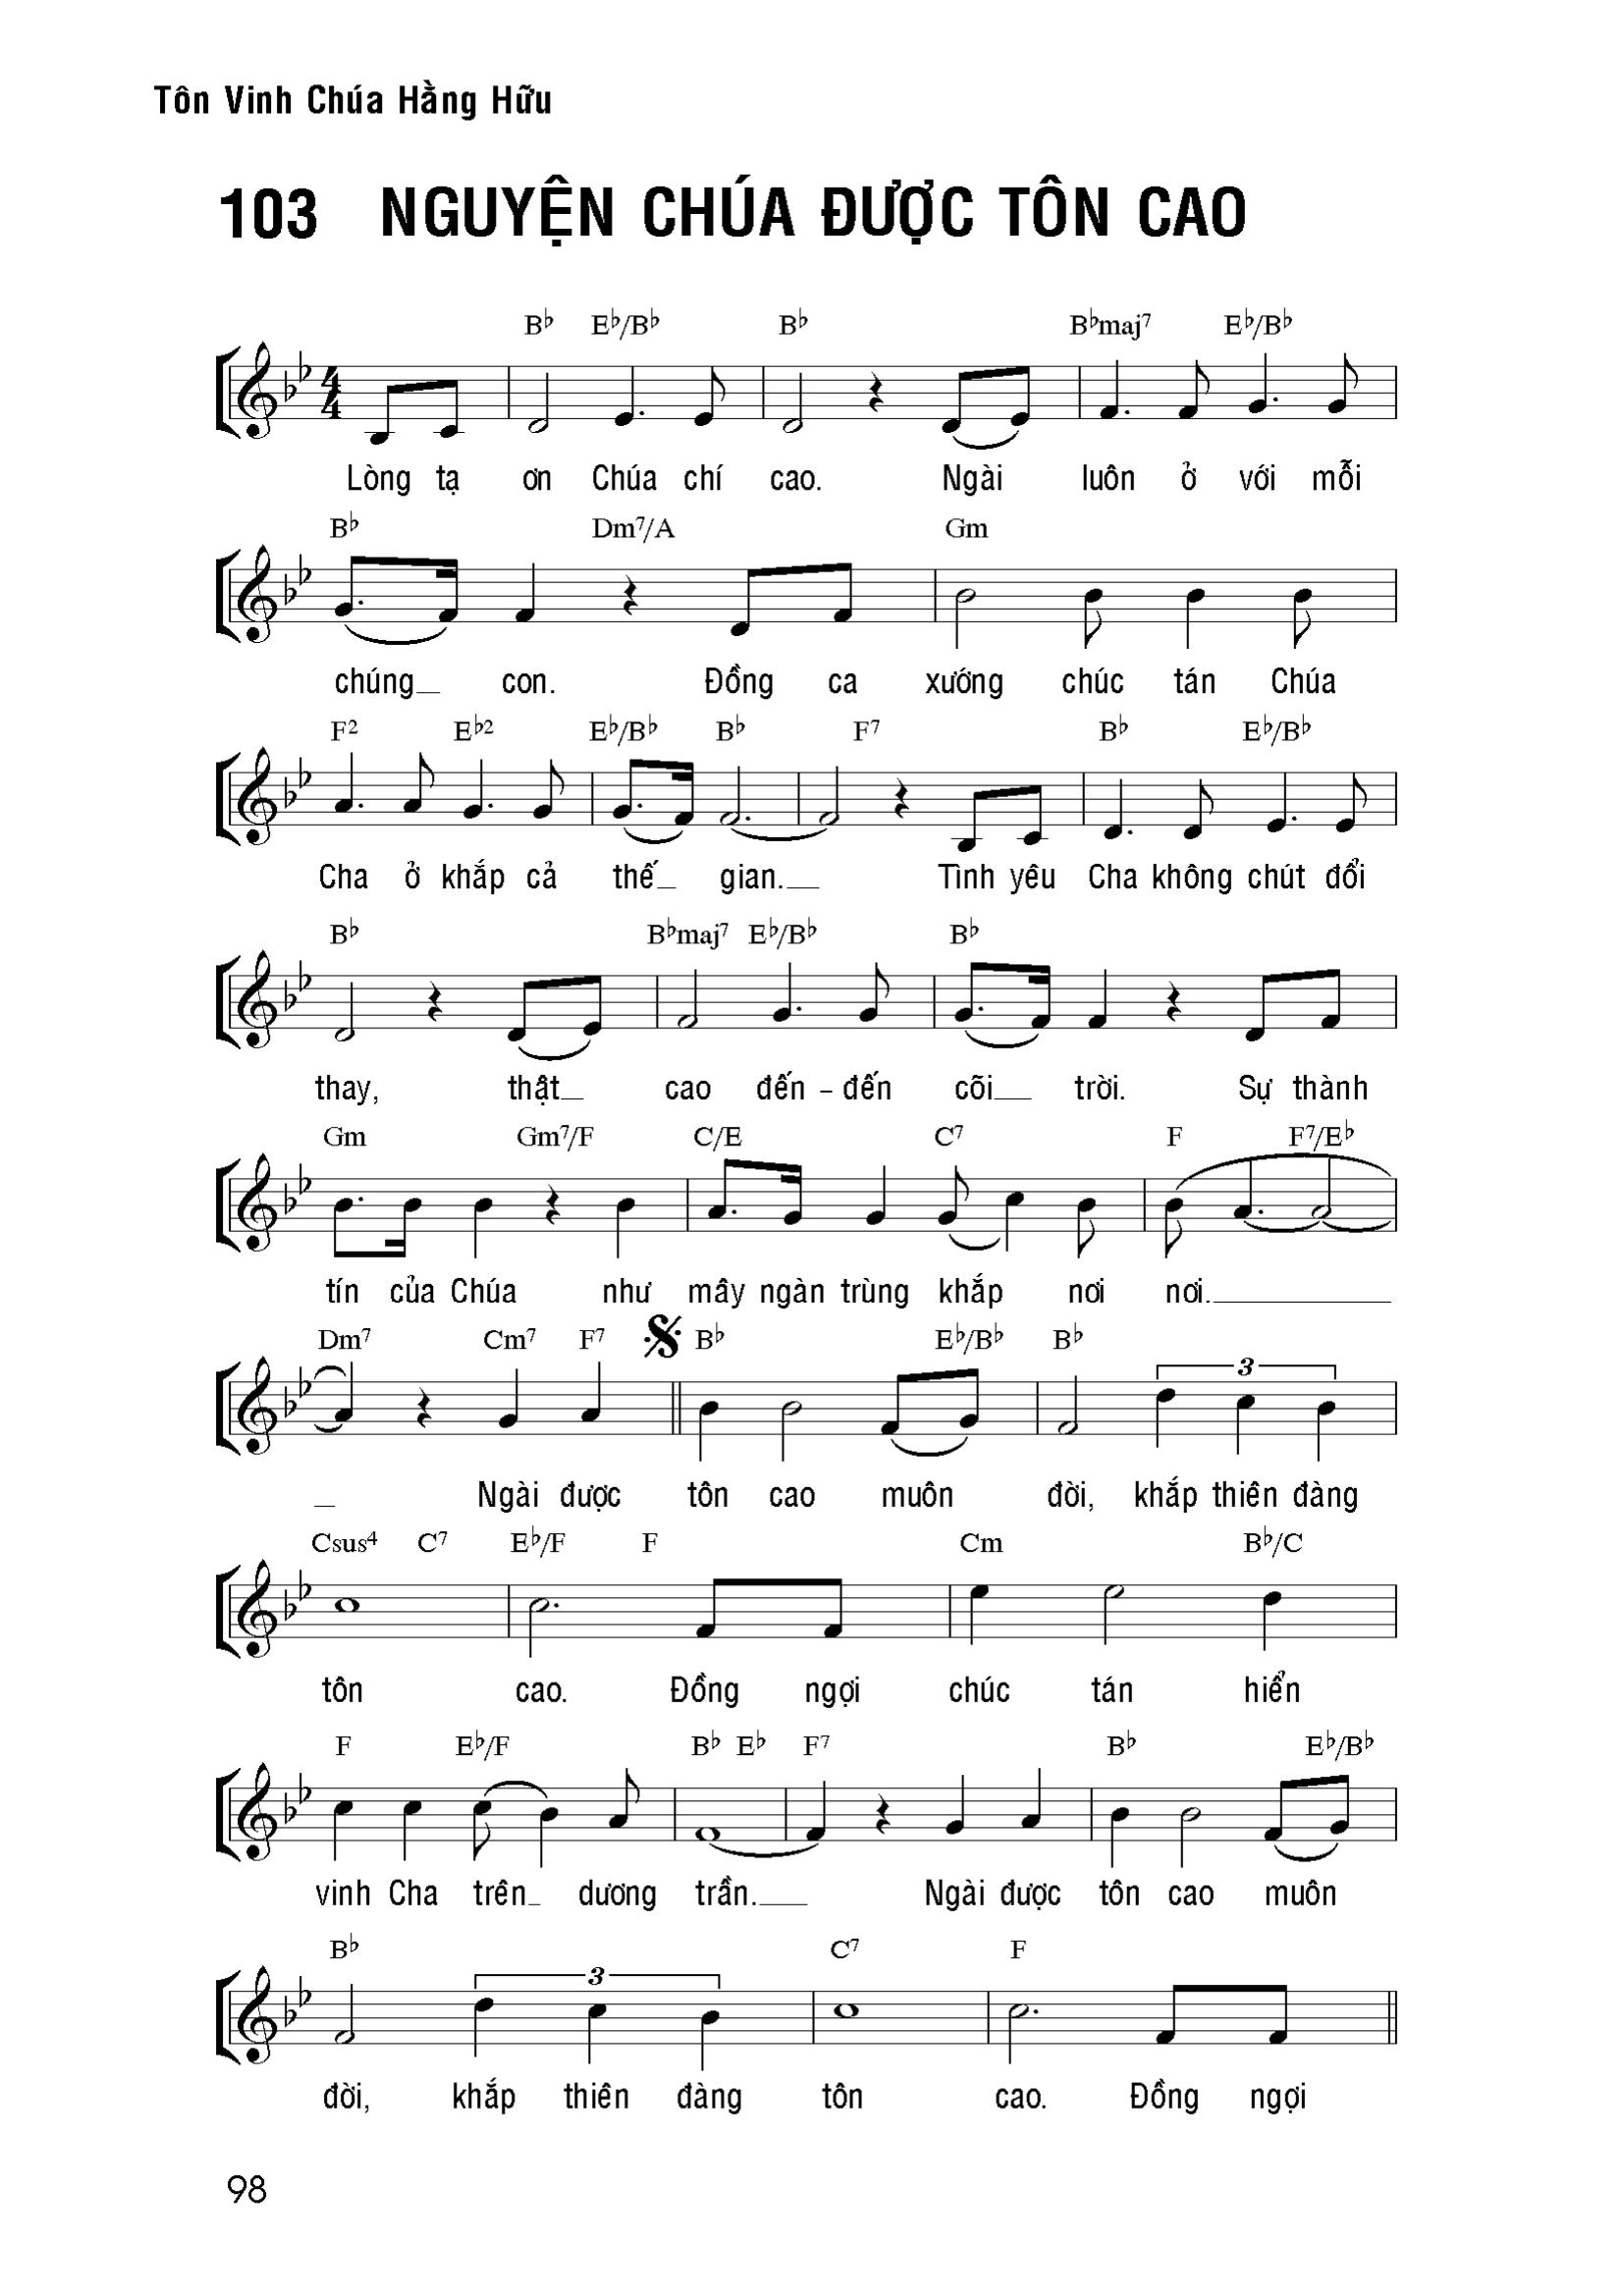 Tôn Vinh Chúa Hằng Hữu
103 NGUYỆN CHÚA ĐƯỢC TÔN CAO
B♭ E♭/B♭ B♭ B♭maj7 E♭/B♭
4
4
Lòng tạ ơn Chúa chí cao. Ngài luôn ở với mỗi
B♭ Dm7/A Gm
chúng_ con. Đồng ca xướng chúc tán Chúa
F2 E♭2 E♭/B♭ B♭ F7 B♭ E♭/B♭
Cha ở khắp cả thế_ gian._ Tình yêu Cha không chút đổi
B♭ B♭maj7 E♭/B♭ B♭
thay, thật_ cao đến - đến cõi_ trời. Sự thành
Gm Gm7/F C/E C7 F F7/E♭
tín của Chúa như mây ngàn trùng khắp nơi nơi.___
Dm7 Cm7 F7 B♭ E♭/B♭ B♭
3
_ Ngài được tôn cao muôn đời, khắp thiên đàng
Csus4 C7 E♭/F F Cm B♭/C
tôn cao. Đồng ngợi chúc tán hiển
F E♭/F B♭ E♭ F7 B♭ E♭/B♭
vinh Cha trên_ dương trần._ Ngài được tôn cao muôn
B♭ C7 F
3
đời, khắp thiên đàng tôn cao. Đồng ngợi
98